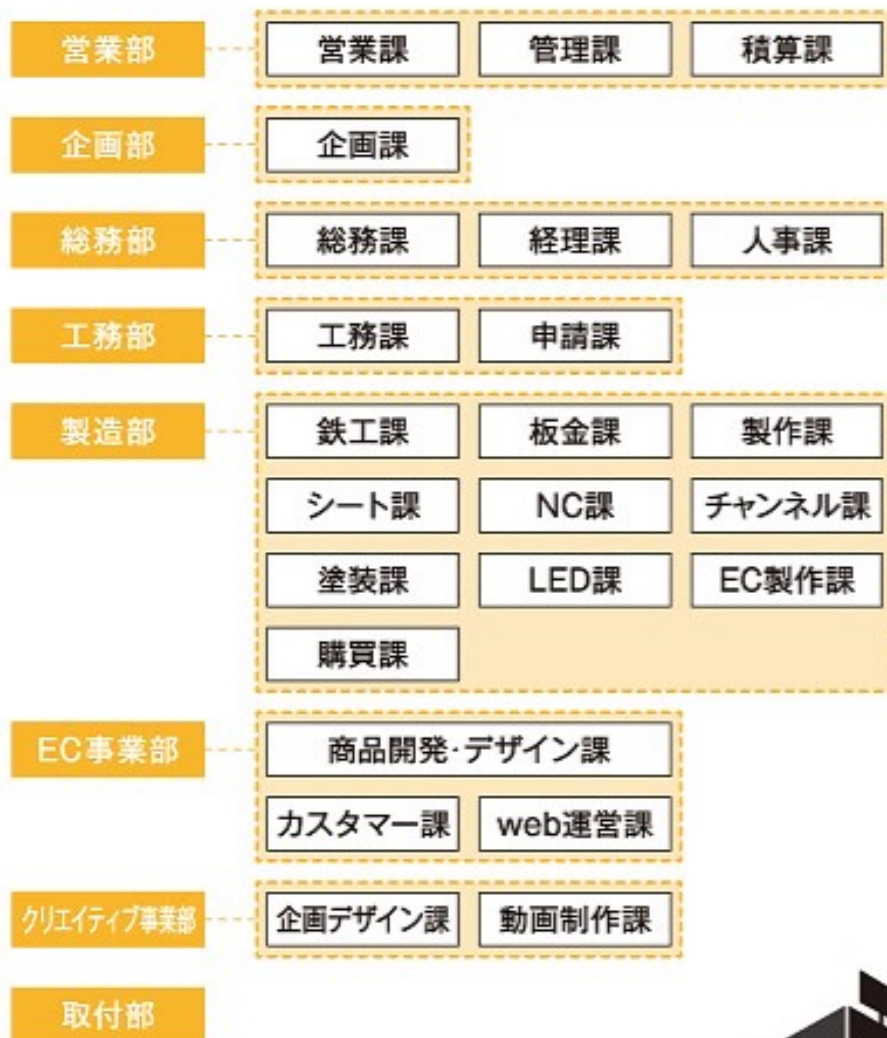 営業部 営業課 管理課 積算課
企画部 企画課
総務部 総務課 経理課 人事課
工務部 工務課 申請課
製造部 鉄工課 板金課 製作課
シート課 NC課 チャンネル課
塗装課 LED課 EC製作課
購買課
EC事業部 商品開発・デザイン課
カスタマー課 web運営課
クリエイティブ事業部 企画デザイン課 動画制作課
取付部